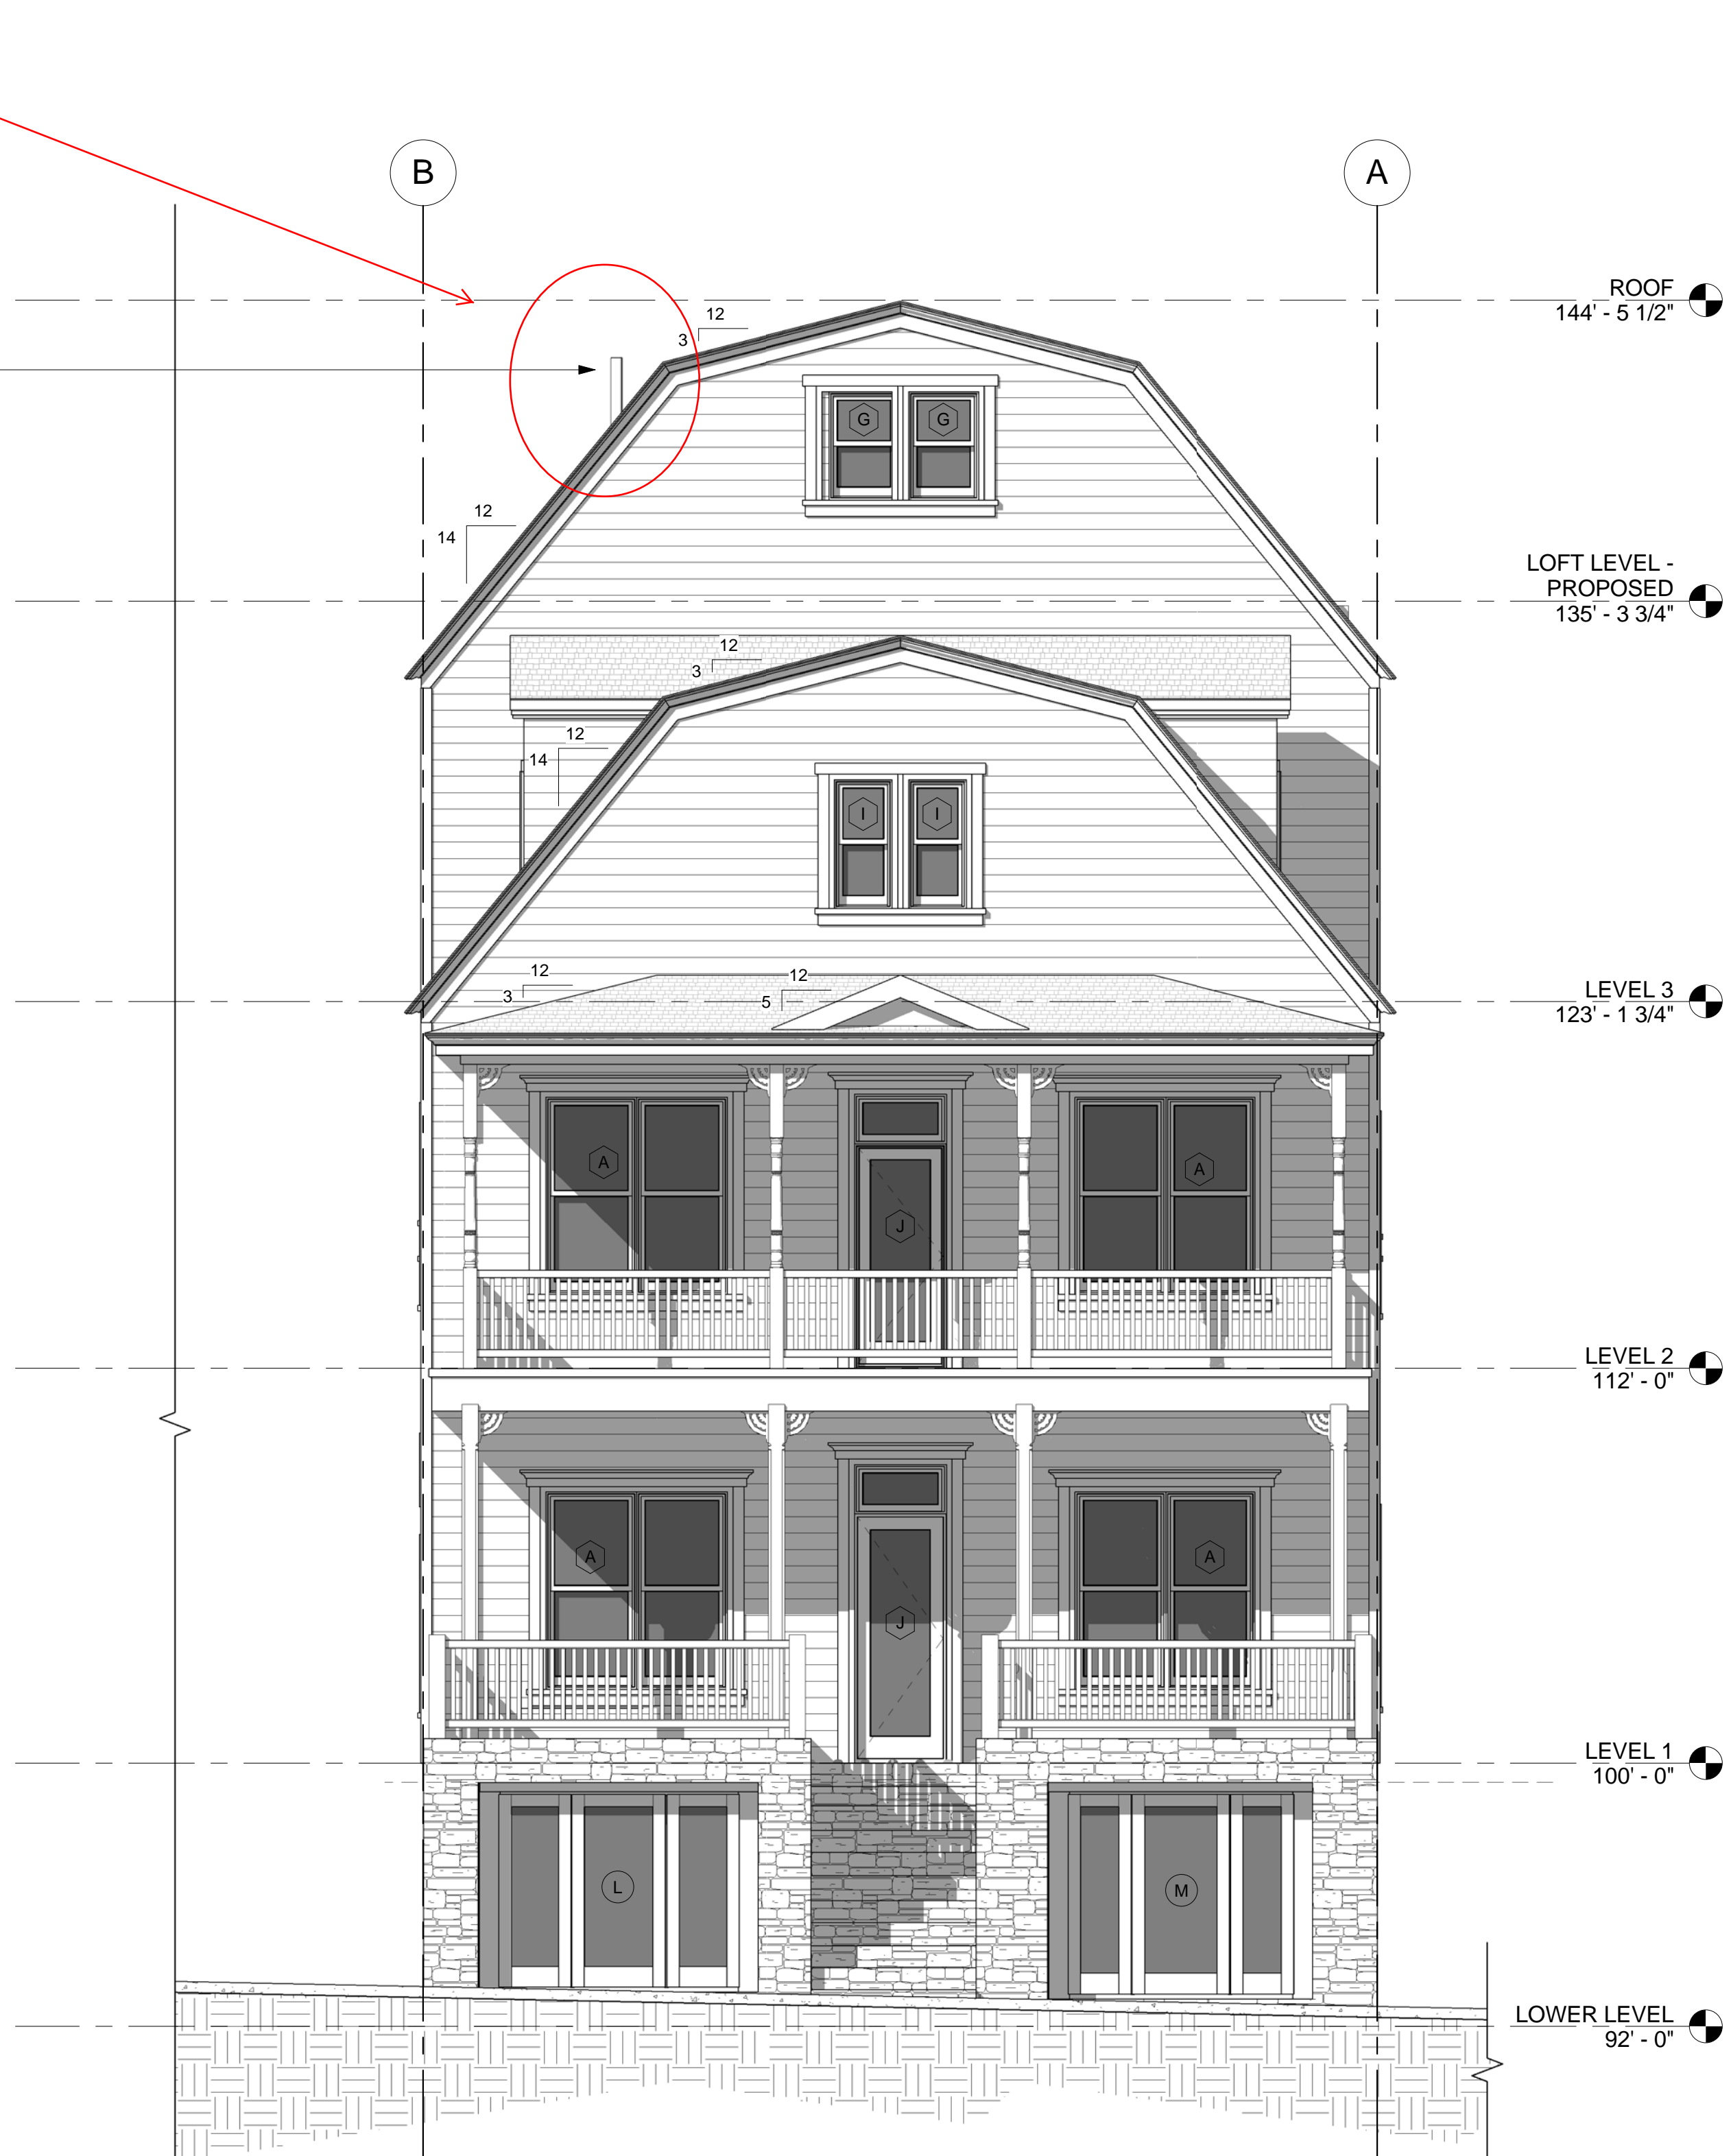 B
A
ROOF
144' - 5 1/2"
12
3
G
G
12
14
LOFT LEVEL -
PROPOSED
135' - 3 3/4"
12
3
12
14
I
I
12
3
12
5
LEVEL 3
123' - 1 3/4"
A
A
J
LEVEL 2
112' - 0"
A
A
J
LEVEL 1
100' - 0"
L
M
LOWER LEVEL
92' - 0"